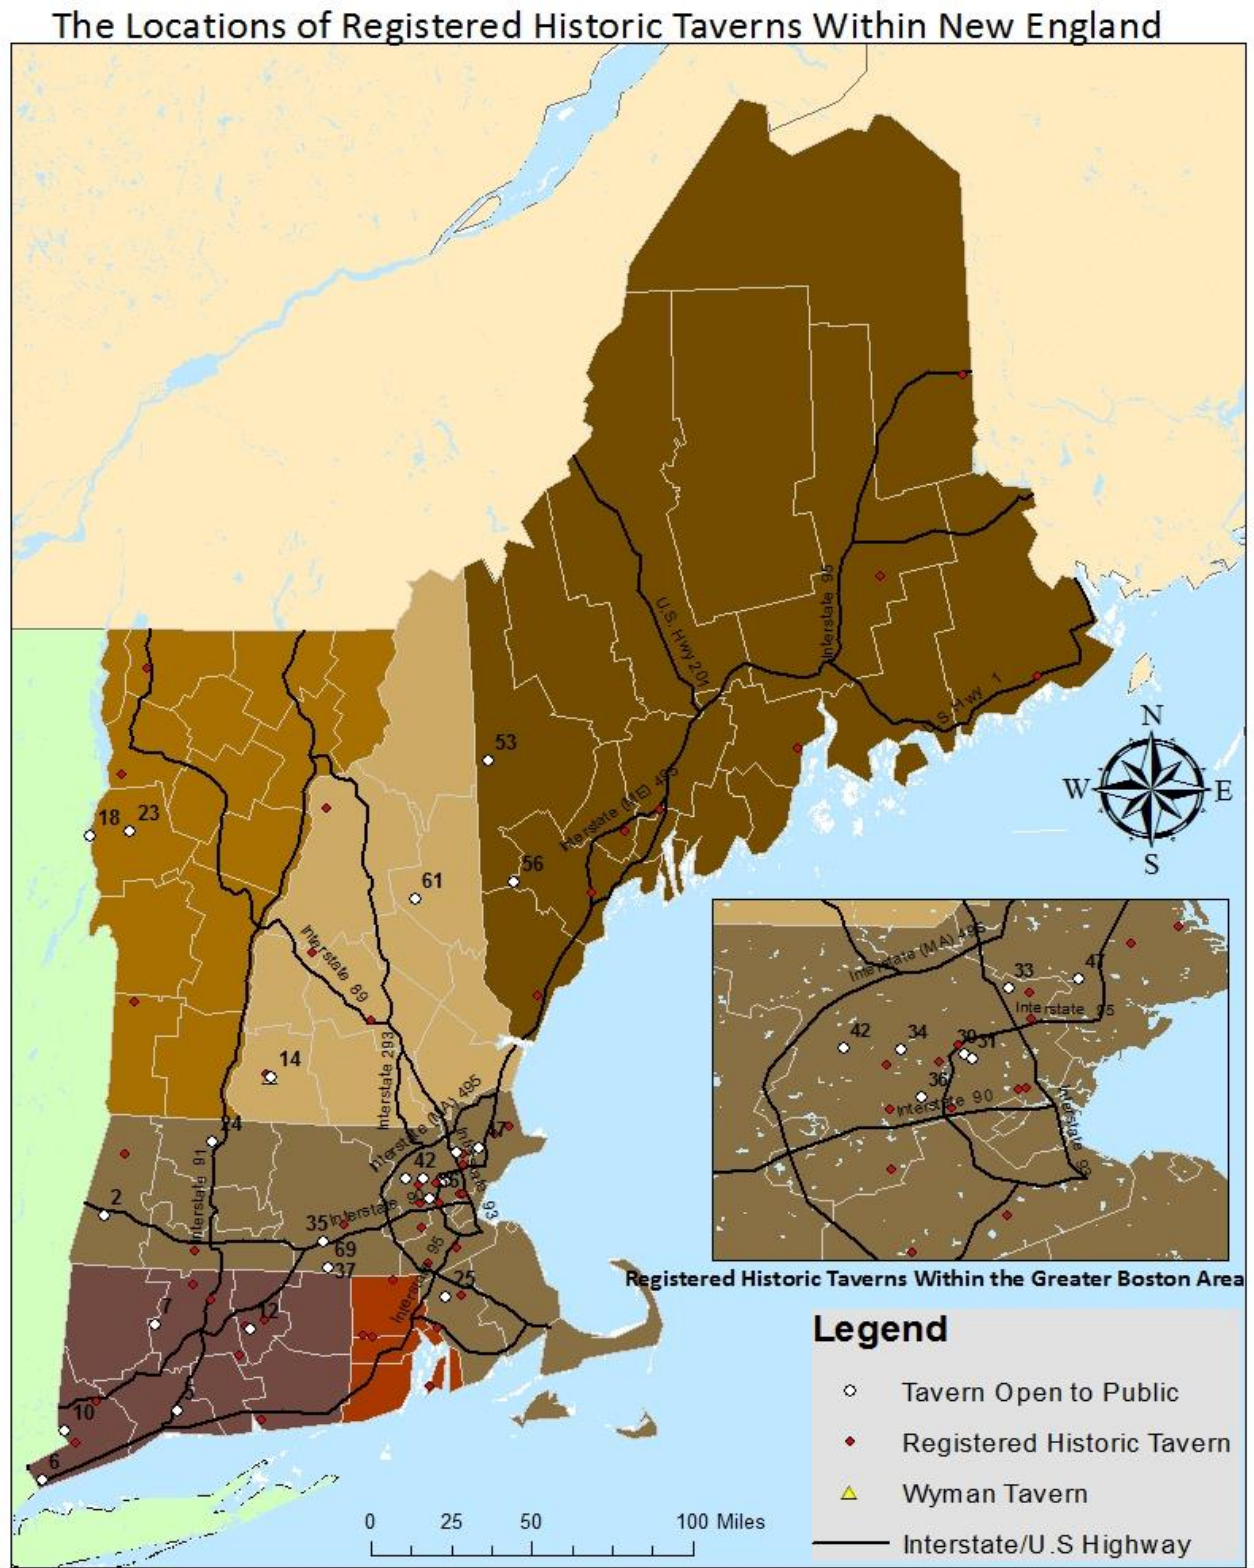 The Locations of Registered Historic Taverns Within New England
U.S. Hwy 201
Interstate 95
U.S. Hwy 1
53
Interstate (ME) 495
18
23
56
61
Interstate 89
N
W
E
S
Interstate 293
14
Interstate (MA) 495
24
47
42
36
Interstate 93
Interstate 91
2
35
Interstate 90
69
37
Interstate 95
25
7
12
5
10
6
Interstate (MA) 495
33
47
Interstate 95
42
34
30
31
36
Interstate 90
Interstate 93
Registered Historic Taverns Within the Greater Boston Area
Legend
Tavern Open to Public
Registered Historic Tavern
Wyman Tavern
Interstate/U.S Highway
0 25 50 100 Miles